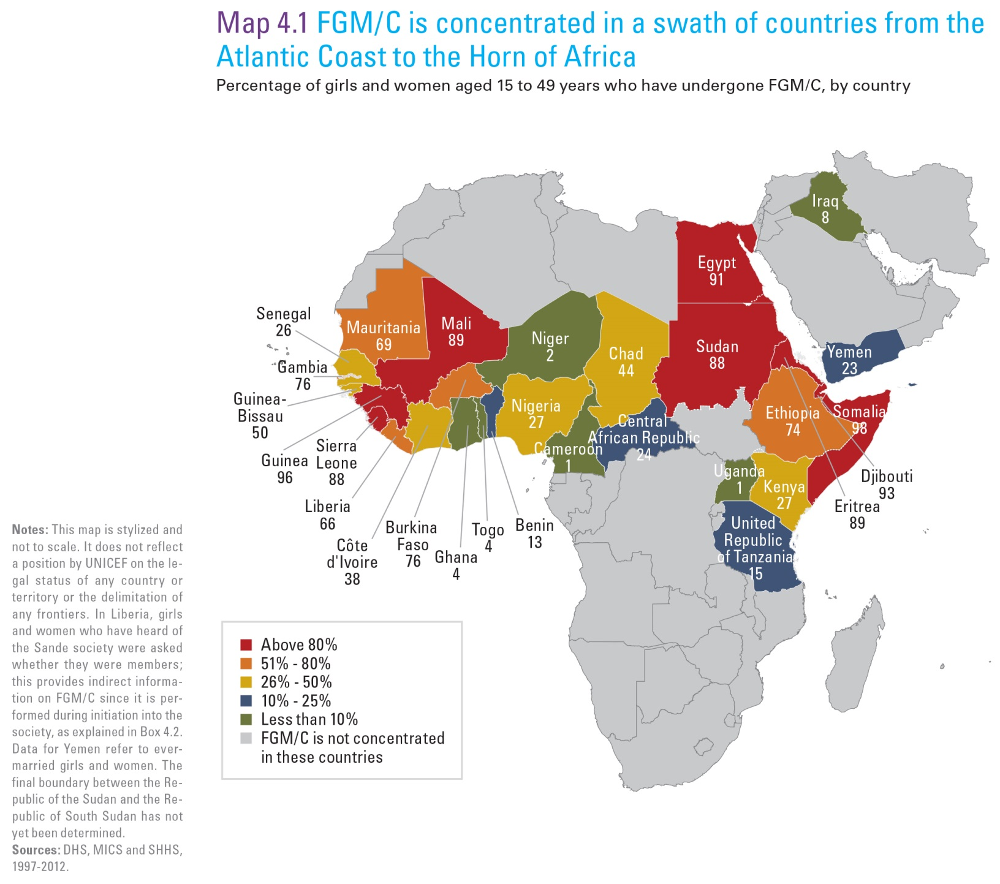 Map 4.1 FGM/C is concentrated in a swath of countries from the
Atlantic Coast to the Horn of Africa
Percentage of girls and women aged 15 to 49 years who have undergone FGM/C, by country
Iraq
8
Egypt
91
Senegal
26
Mauritania
69
Mali
89
Niger
2
Chad
44
Sudan
88
Yemen
23
Gambia
76
Guinea-
Bissau
50
Nigeria
27
Ethiopia
74
Somalia
98
Central
African Republic
24
Sierra
Leone
88
Guinea
96
Cameroon
1
Uganda
1
Kenya
27
Djibouti
93
Liberia
66
Eritrea
89
Burkina
Faso
76
Togo
4
Benin
13
Côte
d'Ivoire
38
Ghana
4
United
Republic
of Tanzania
15
Notes: This map is stylized and
not to scale. It does not reflect
a position by UNICEF on the le-
gal status of any country or
territory or the delimitation of
any frontiers. In Liberia, girls
and women who have heard of
the Sande society were asked
whether they were members;
this provides indirect informa-
tion on FGM/C since it is per-
formed during initiation into the
society, as explained in Box 4.2.
Data for Yemen refer to ever-
married girls and women. The
final boundary between the Re-
public of the Sudan and the Re-
public of South Sudan has not
yet been determined.
Sources: DHS, MICS and SHHS,
1997-2012.
Above 80%
51% - 80%
26% - 50%
10% - 25%
Less than 10%
FGM/C is not concentrated
in these countries